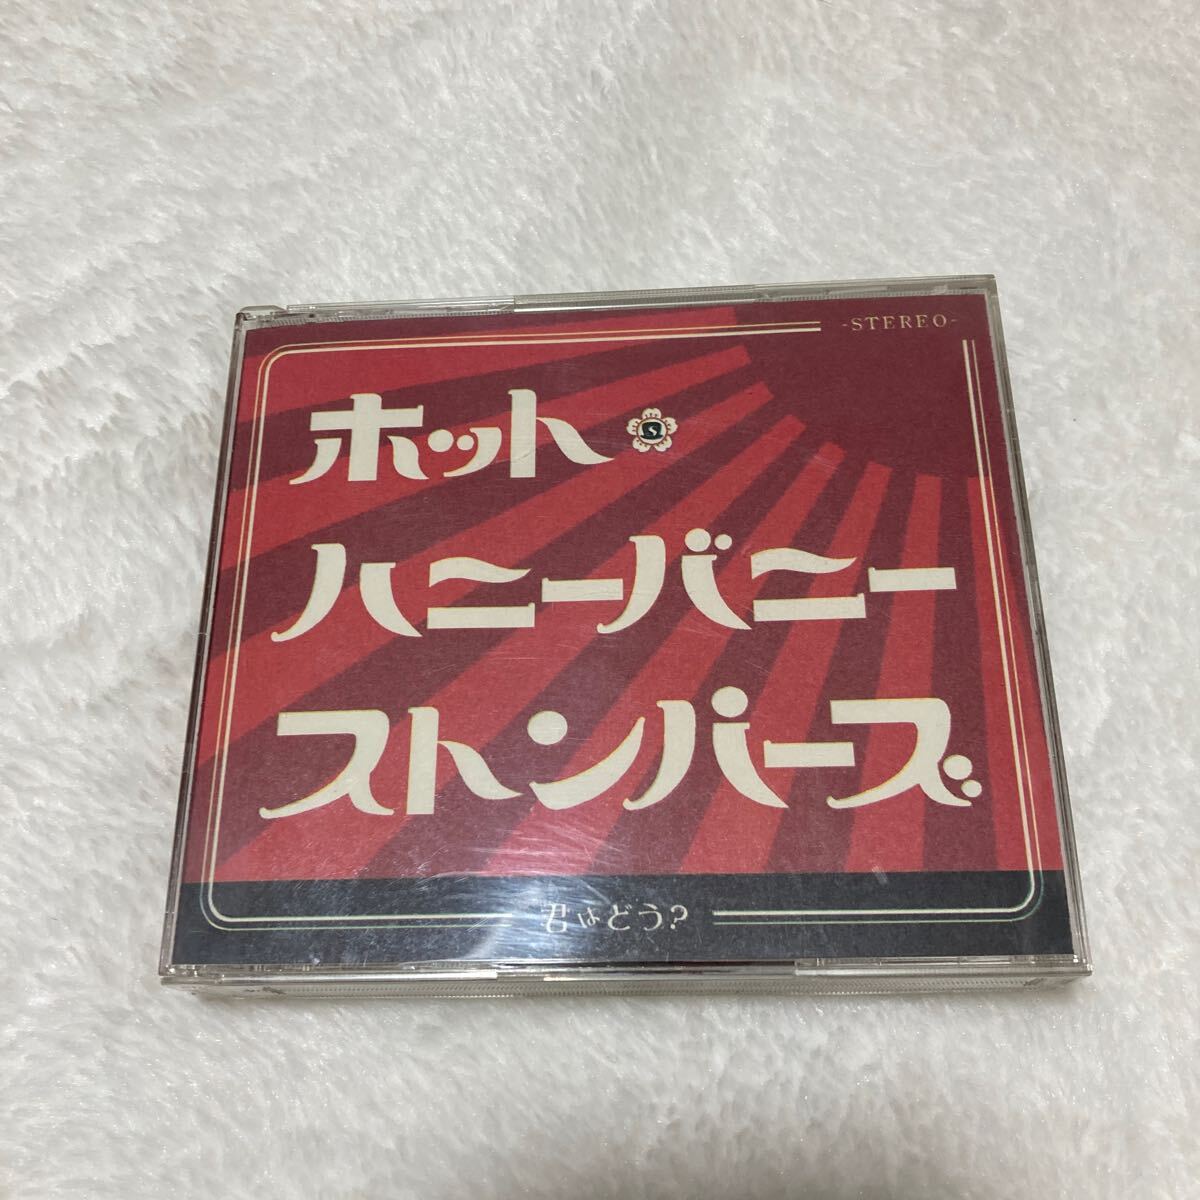 -STEREO-
ホット
S
ハニーバニー
ストンパーズ
君はどう?